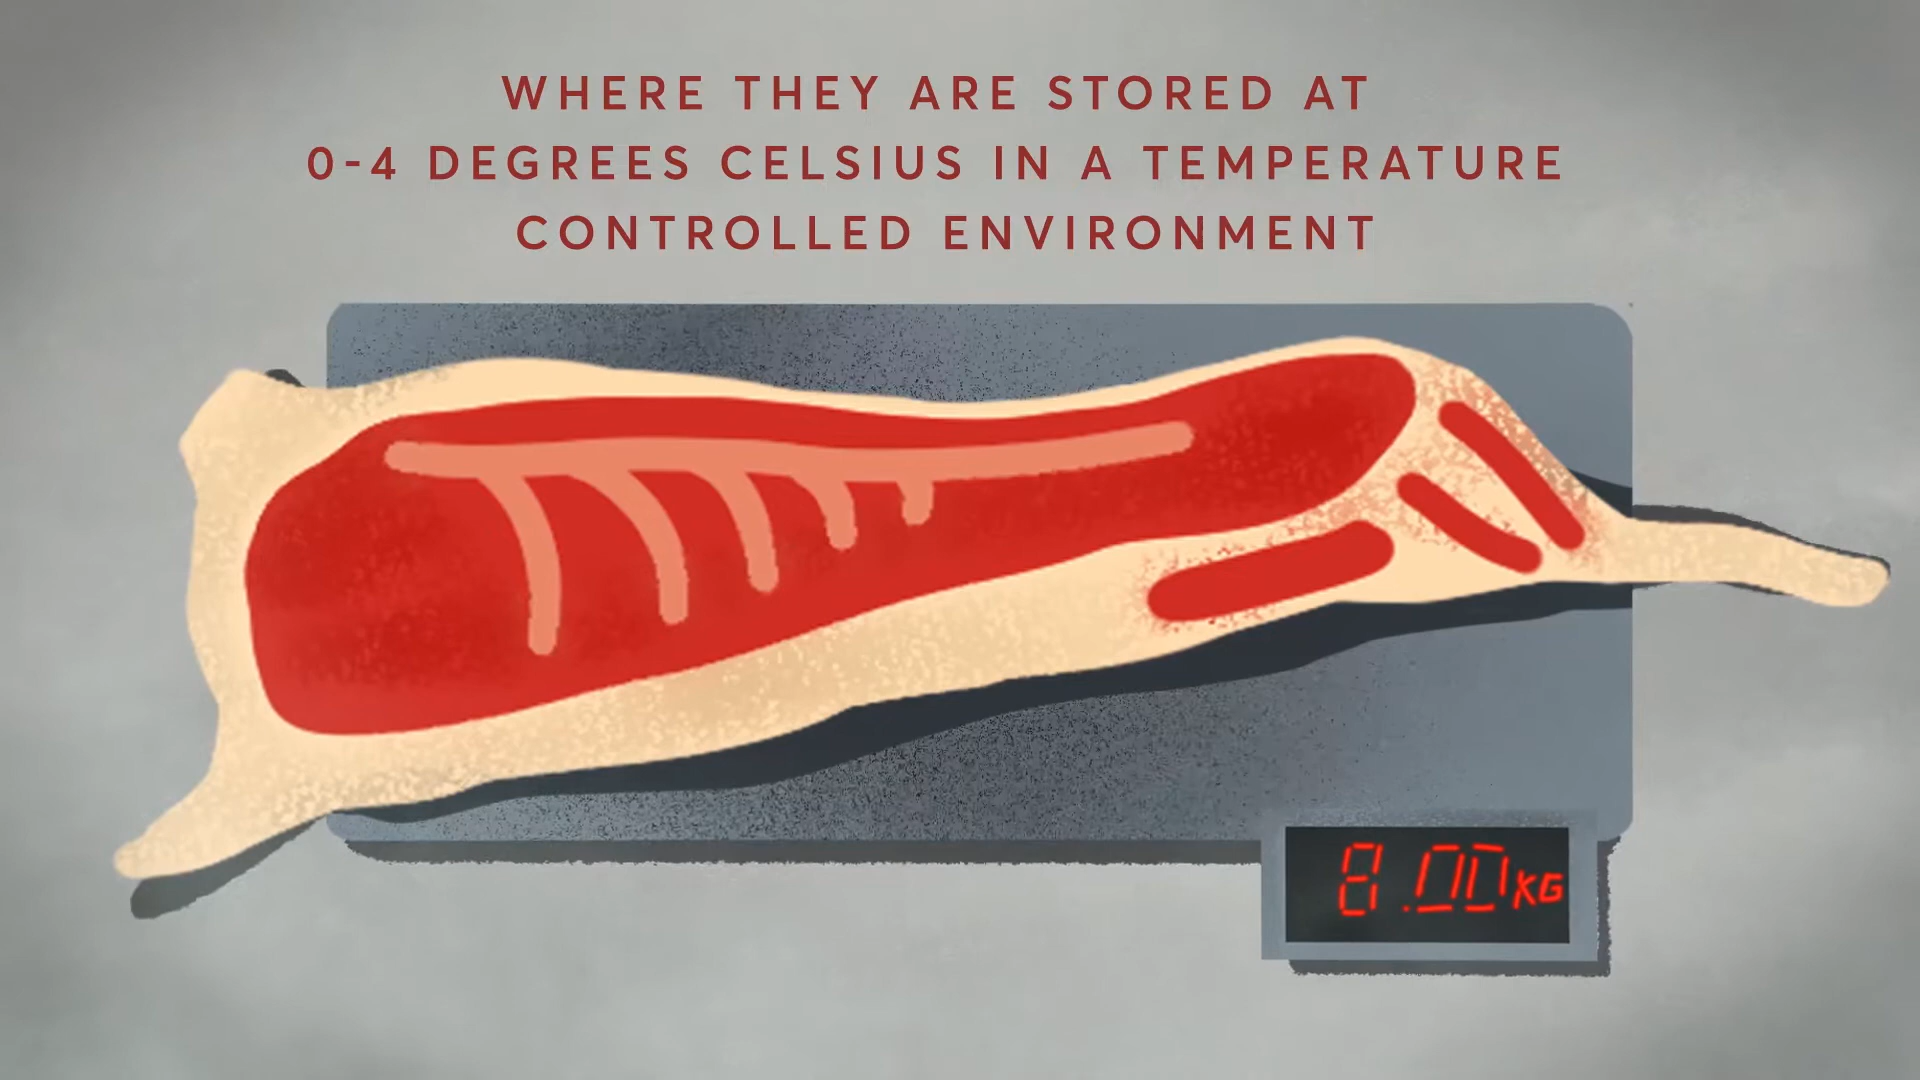 WHERE THEY ARE STORED AT
0-4 DEGREES CELSIUS IN A TEMPERATURE
CONTROLLED ENVIRONMENT
8.00KG